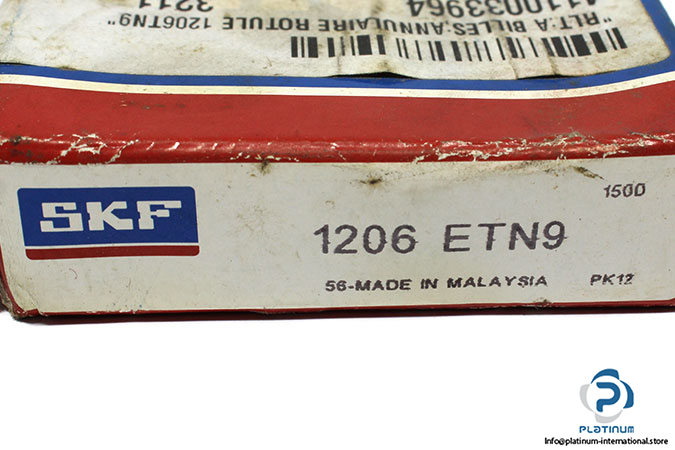 "RLT:A BILLES:ANNULAIRE ROTULE 1206TN9"
4110033964
3211
SKF
1500
1206 ETN9
56-MADE IN MALAYSIA
PK12
PLATINUM
Info@platinum-international.store